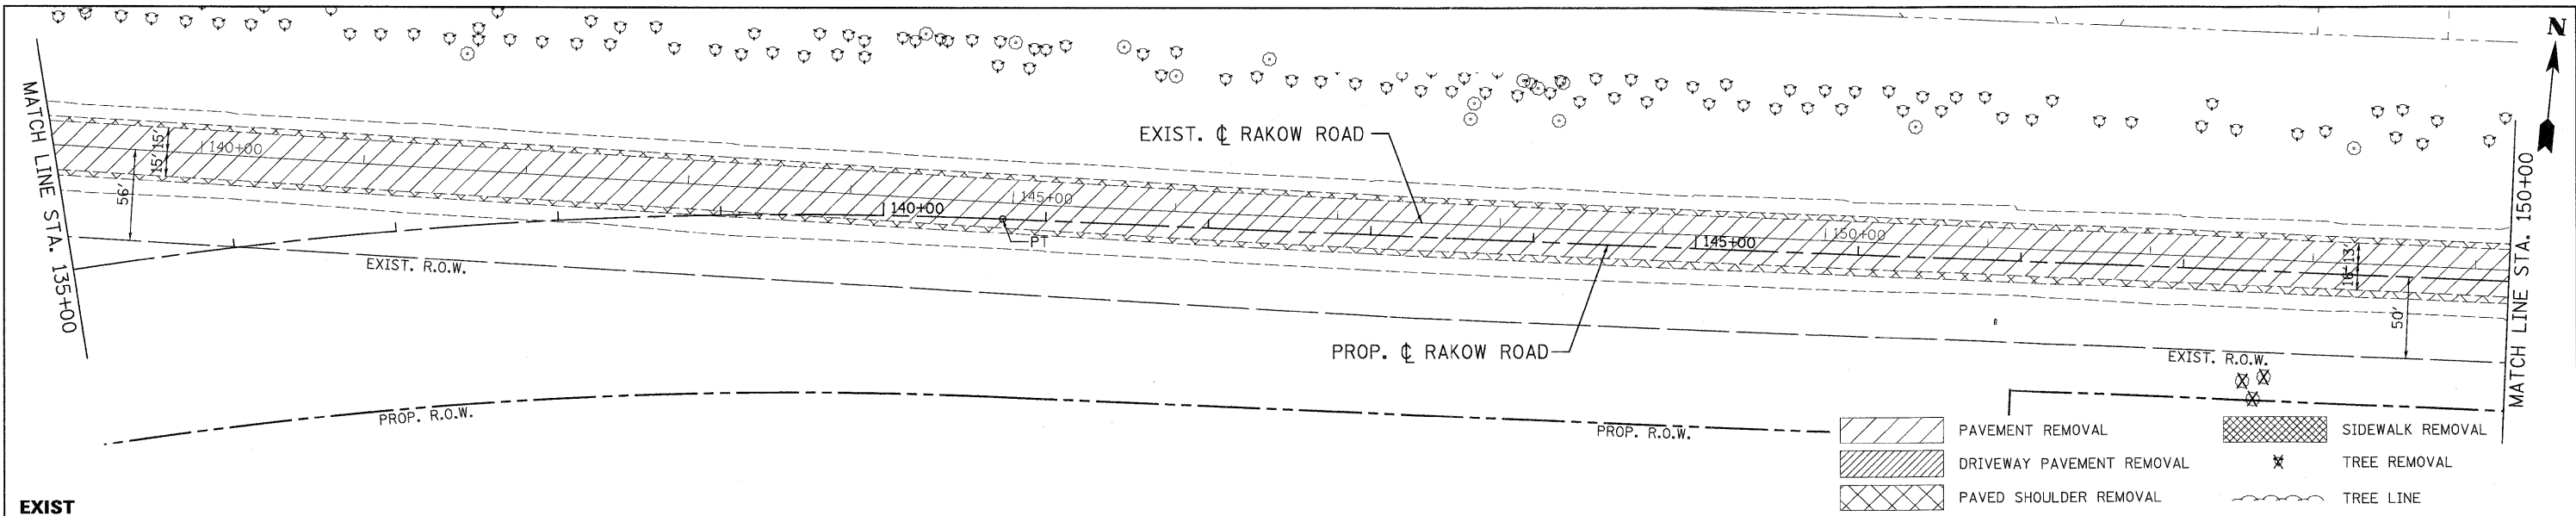 N
MATCH LINE STA. 135+00
15' 15'
56'
140+00
EXIST. ℄ RAKOW ROAD
145+00
140+00
PT
EXIST. R.O.W.
150+00
145+00
PROP. ℄ RAKOW ROAD
16' 13'
50'
EXIST. R.O.W.
MATCH LINE STA. 150+00
PROP. R.O.W.
PROP. R.O.W.
PAVEMENT REMOVAL
SIDEWALK REMOVAL
DRIVEWAY PAVEMENT REMOVAL
TREE REMOVAL
PAVED SHOULDER REMOVAL
TREE LINE
EXIST